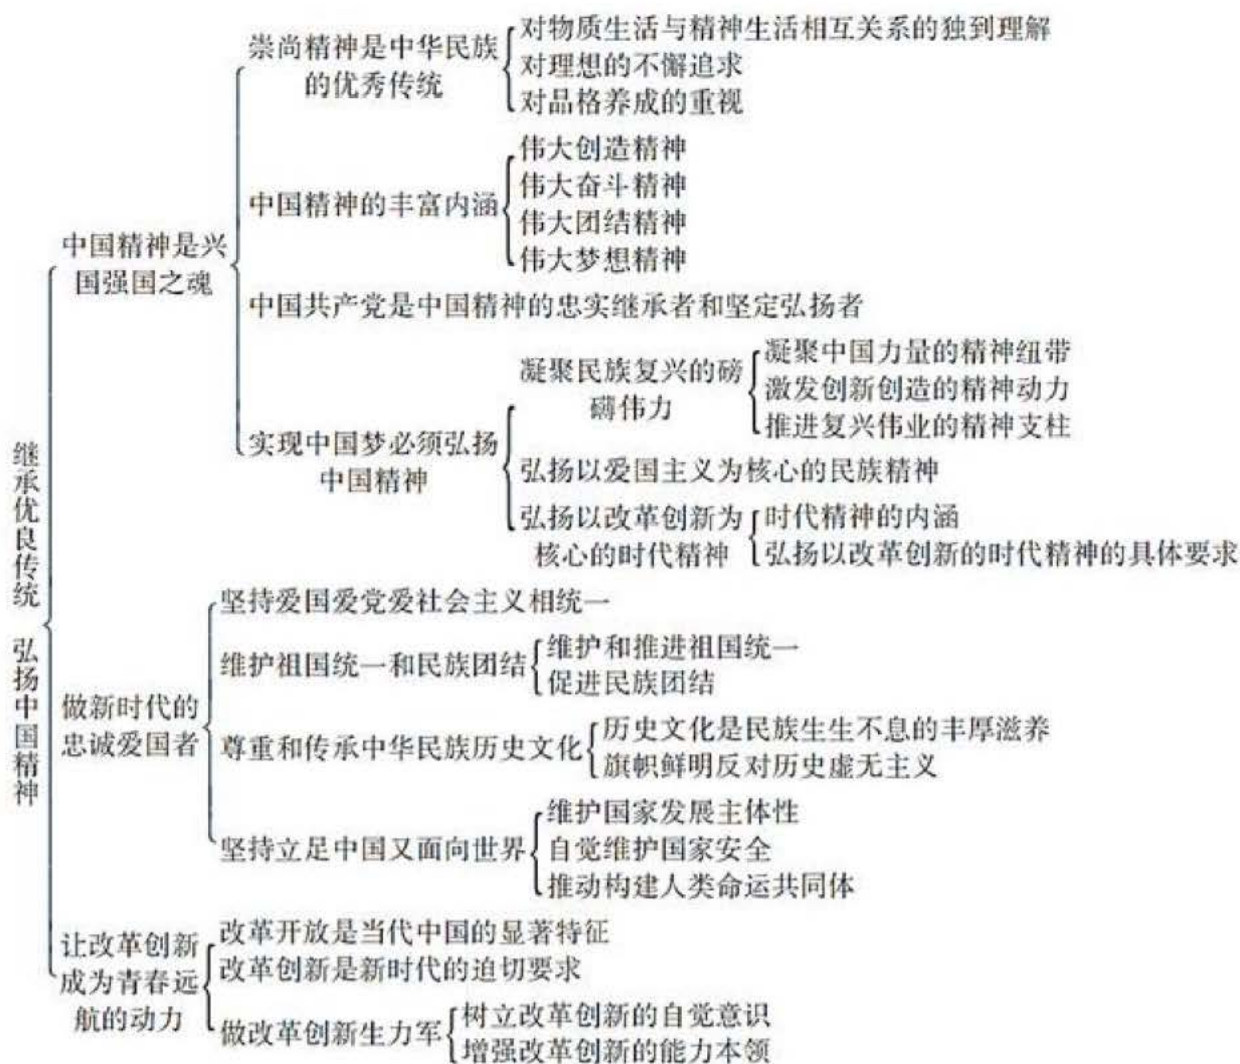 继承优良传统 弘扬中国精神
中国精神是兴
国强国之魂
崇尚精神是中华民族
的优秀传统
对物质生活与精神生活相互关系的独到理解
对理想的不懈追求
对品格养成的重视
中国精神的丰富内涵
伟大创造精神
伟大奋斗精神
伟大团结精神
伟大梦想精神
中国共产党是中国精神的忠实继承者和坚定弘扬者
实现中国梦必须弘扬
中国精神
凝聚民族复兴的磅
礴伟力
凝聚中国力量的精神纽带
激发创新创造的精神动力
推进复兴伟业的精神支柱
弘扬以爱国主义为核心的民族精神
弘扬以改革创新为
核心的时代精神
时代精神的内涵
弘扬以改革创新的时代精神的具体要求
做新时代的
忠诚爱国者
坚持爱国爱党爱社会主义相统一
维护祖国统一和民族团结
维护和推进祖国统一
促进民族团结
尊重和传承中华民族历史文化
历史文化是民族生生不息的丰厚滋养
旗帜鲜明反对历史虚无主义
坚持立足中国又面向世界
维护国家发展主体性
自觉维护国家安全
推动构建人类命运共同体
让改革创新
成为青春远
航的动力
改革开放是当代中国的显著特征
改革创新是新时代的迫切要求
做改革创新生力军
树立改革创新的自觉意识
增强改革创新的能力本领